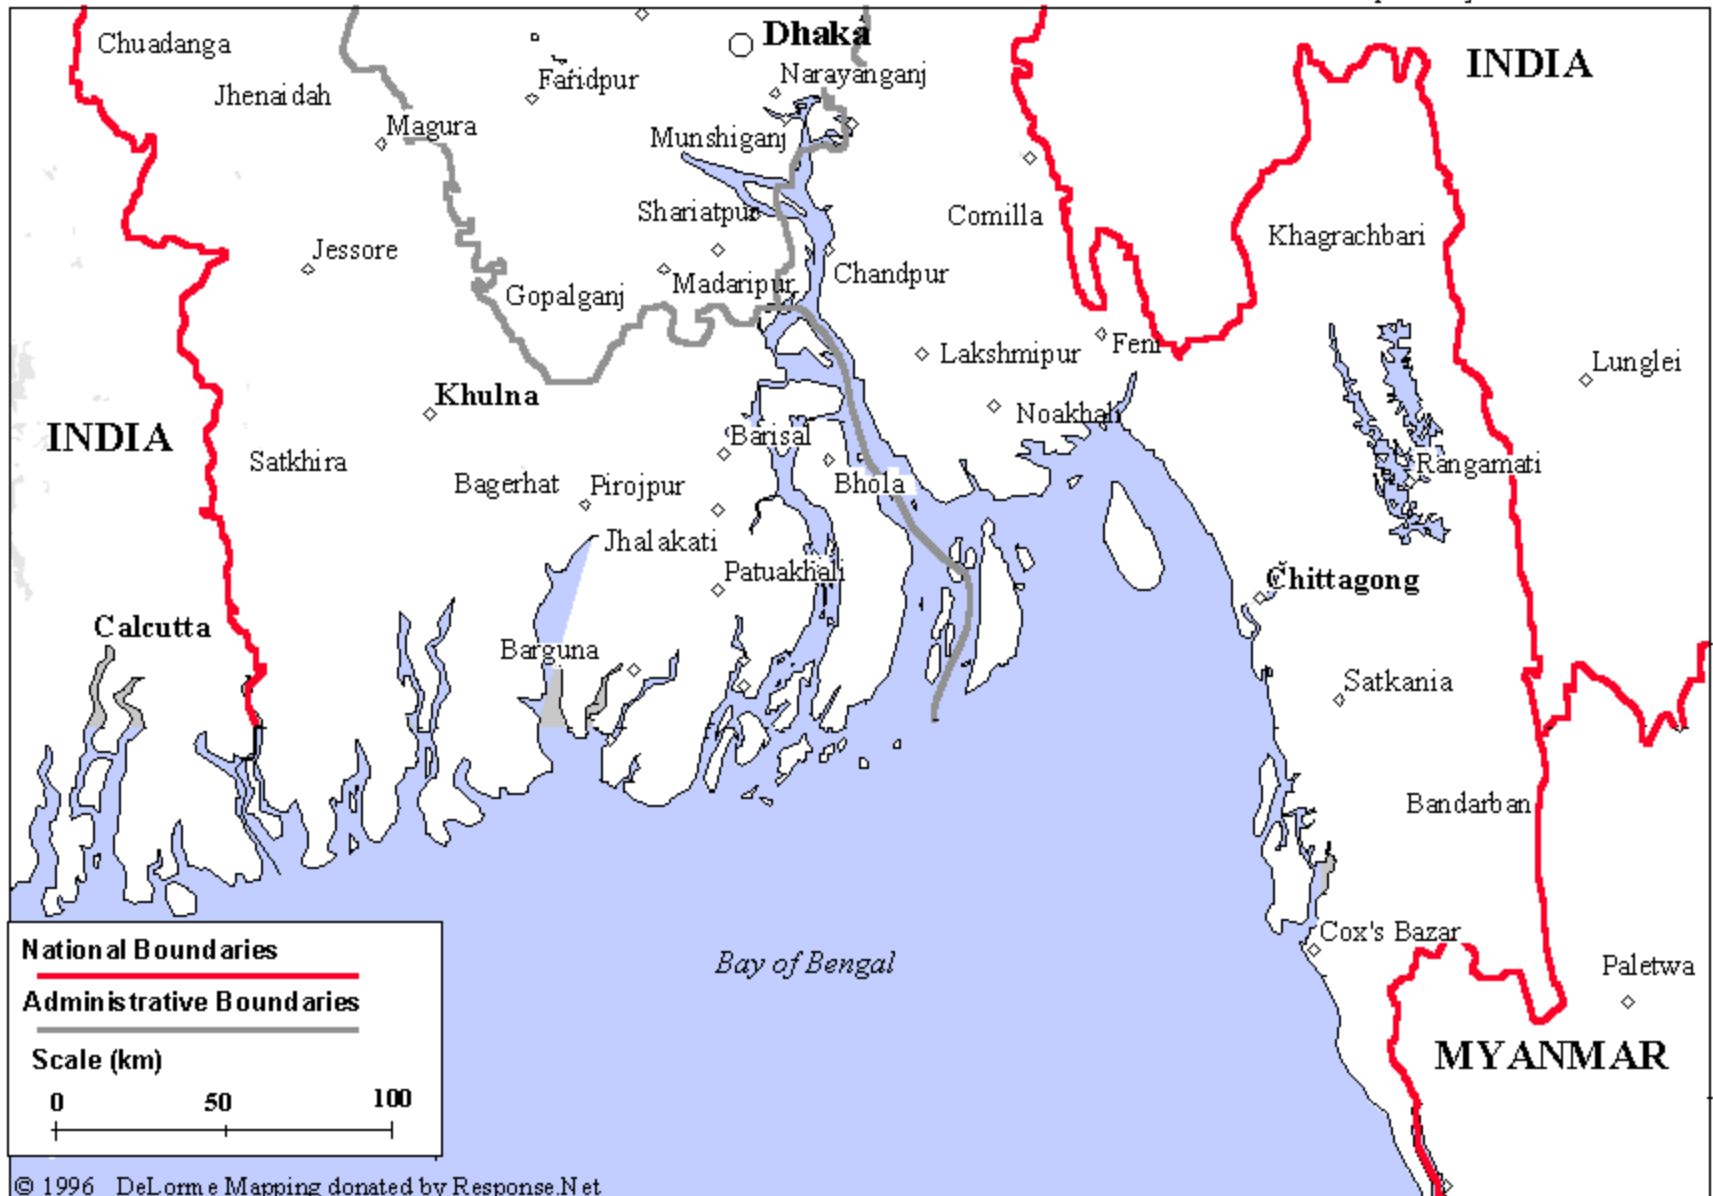 Dhaka
Chuadanga
INDIA
Faridpur
Narayanganj
Jhenaidah
Magura
Munshiganj
Shariatpur
Comilla
Khagrachbari
Jessore
Chandpur
Madaripur
Gopalganj
Feni
Lakshmipur
Lunglei
Khulna
Noakhali
INDIA
Barisal
Satkhira
Rangamati
Bagerhat
Pirojpur
Bhola
Jhalakati
Patuakhali
Chittagong
Calcutta
Barguna
Satkania
Bandarban
Cox's Bazar
National Boundaries
Bay of Bengal
Paletwa
Administrative Boundaries
MYANMAR
Scale (km)
0 50 100
© 1996 DeLorme Mapping donated by Response.Net